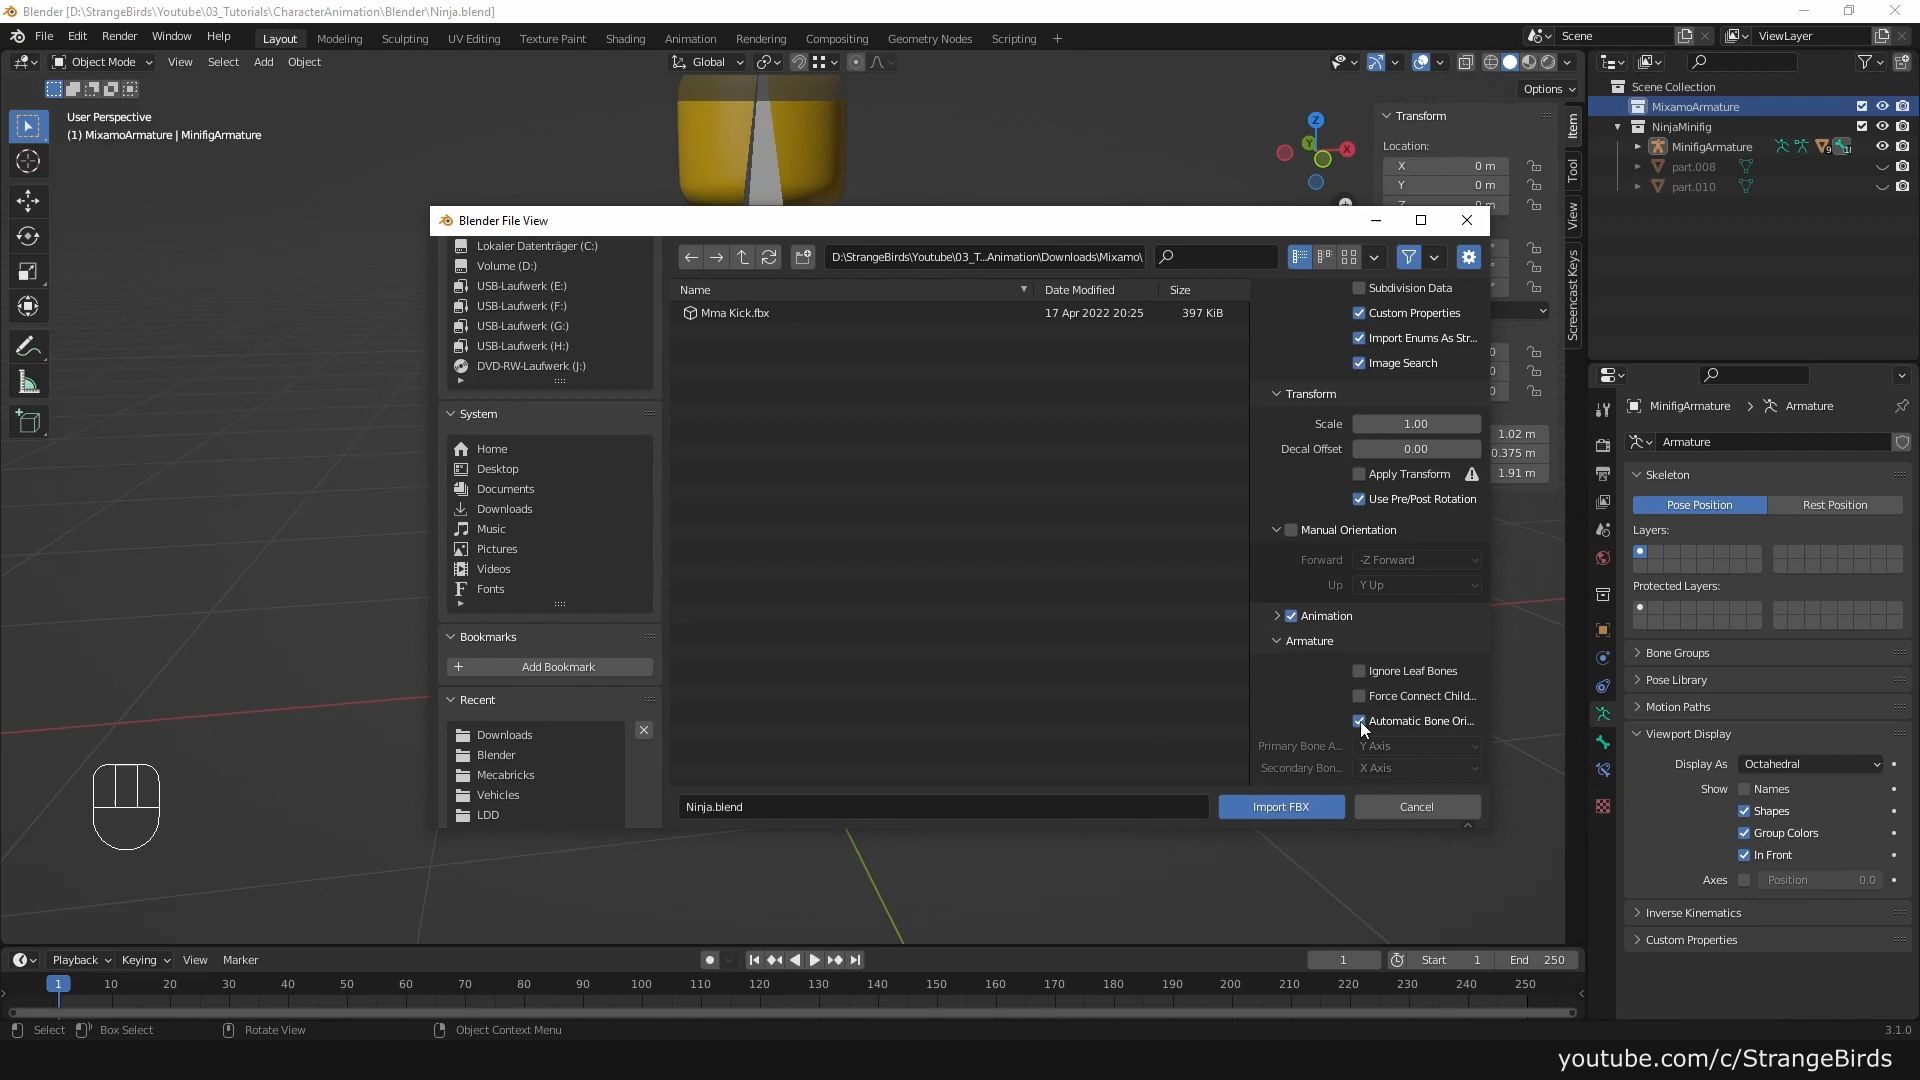 Blender [D:\StrangeBirds\Youtube\03_Tutorials\CharacterAnimation\Blender\Ninja.blend]
File Edit Render Window Help Layout Modeling Sculpting UV Editing Texture Paint Shading Animation Rendering Compositing Geometry Nodes Scripting + Scene ViewLayer
Object Mode View Select Add Object Global
Options
User Perspective
(1) MixamoArmature | MinifigArmature
Z
Y
X
Transform
Location:
X 0 m
Y 0 m
1.02 m
0.375 m
1.91 m
Item
Tool
View
Screencast Keys
Scene Collection
MixamoArmature
NinjaMinifig
MinifigArmature
part.008
part.010
Blender File View
Lokaler Datenträger (C:)
Volume (D:)
USB-Laufwerk (E:)
USB-Laufwerk (F:)
USB-Laufwerk (G:)
USB-Laufwerk (H:)
DVD-RW-Laufwerk (J:)
System
Home
Desktop
Documents
Downloads
Music
Pictures
Videos
Fonts
Bookmarks
+ Add Bookmark
Recent
Downloads
Blender
Mecabricks
Vehicles
LDD
D:\StrangeBirds\Youtube\03_T...Animation\Downloads\Mixamo\
Name Date Modified Size
Mma Kick.fbx 17 Apr 2022 20:25 397 KiB
Subdivision Data
Custom Properties
Import Enums As Str...
Image Search
Transform
Scale 1.00
Decal Offset 0.00
Apply Transform
Use Pre/Post Rotation
Manual Orientation
Forward -Z Forward
Up Y Up
Animation
Armature
Ignore Leaf Bones
Force Connect Child...
Automatic Bone Ori...
Primary Bone A... Y Axis
Secondary Bon... X Axis
Ninja.blend Import FBX Cancel
MinifigArmature > Armature
Armature
Skeleton
Pose Position Rest Position
Layers:
Protected Layers:
Bone Groups
Pose Library
Motion Paths
Viewport Display
Display As Octahedral
Show Names
Shapes
Group Colors
In Front
Axes Position 0.0
Inverse Kinematics
Custom Properties
Playback Keying View Marker 1 Start 1 End 250
1 10 20 30 40 50 60 70 80 90 100 110 120 130 140 150 160 170 180 190 200 210 220 230 240 250
Select Box Select Rotate View Object Context Menu 3.1.0
youtube.com/c/StrangeBirds